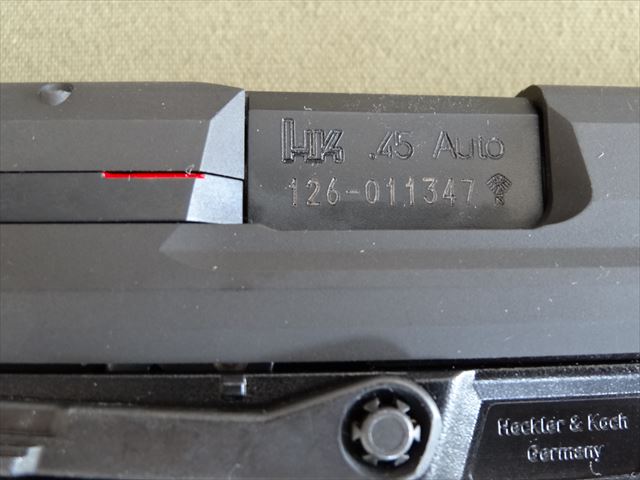 HK .45 Auto
126-011347
Heckler & Koch
Germany